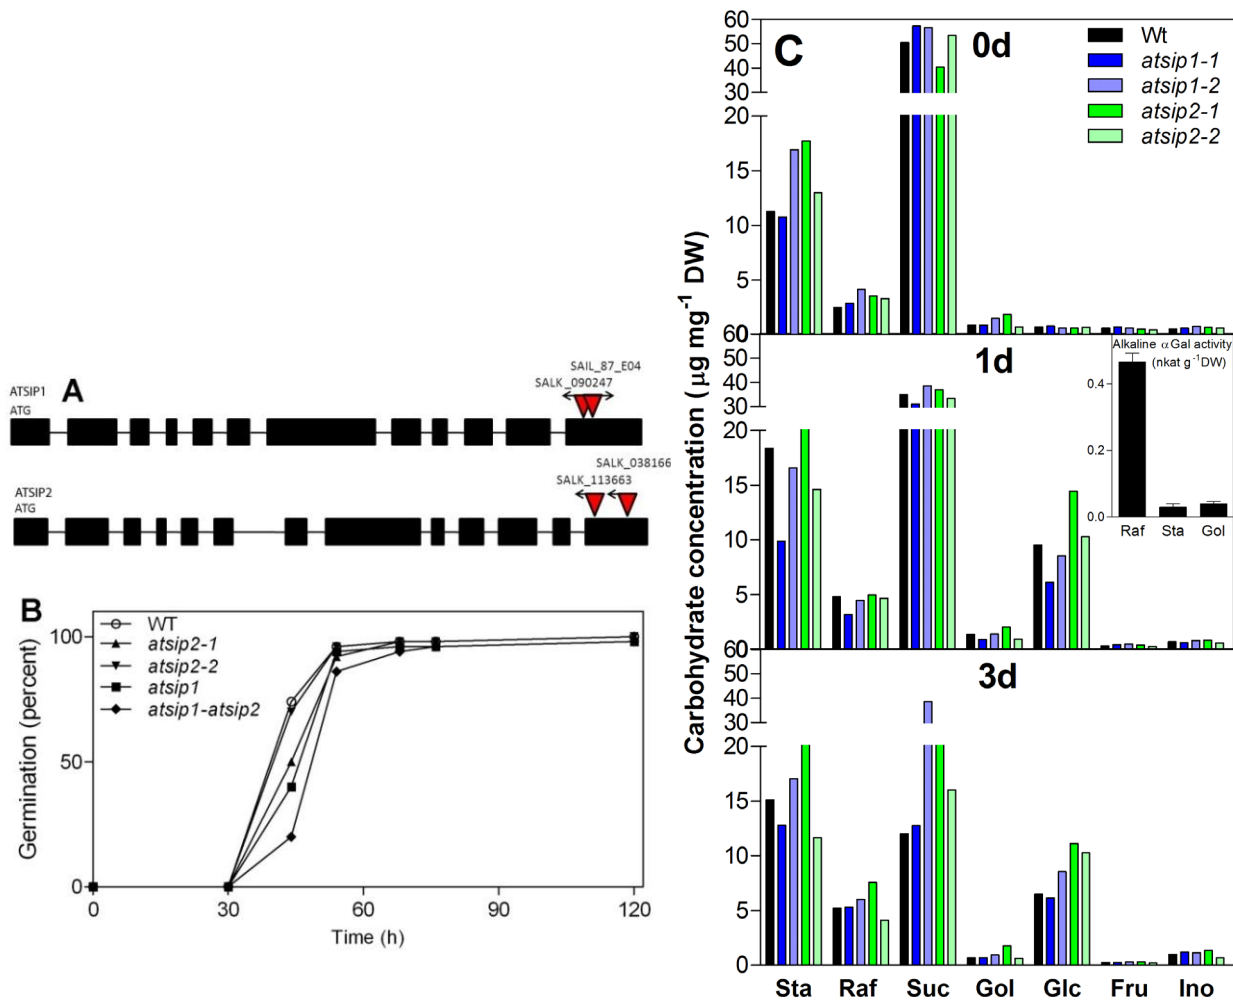 A
ATSIP1
ATG
SAIL_87_E04
SALK_090247
ATSIP2
ATG
SALK_038166
SALK_113663
B
WT
atsip2-1
atsip2-2
atsip1
atsip1-atsip2
Germination (percent)
100
50
0
0 30 60 90 120
Time (h)
C
0d
Wt
atsip1-1
atsip1-2
atsip2-1
atsip2-2
Carbohydrate concentration (µg mg-1 DW)
60
50
40
30
20
15
10
5
0
1d
60
50
40
30
20
15
10
5
0
Alkaline αGal activity
(nkat g-1DW)
0.4
0.2
0.0
Raf Sta Gol
3d
60
50
40
30
20
15
10
5
0
Sta Raf Suc Gol Glc Fru Ino